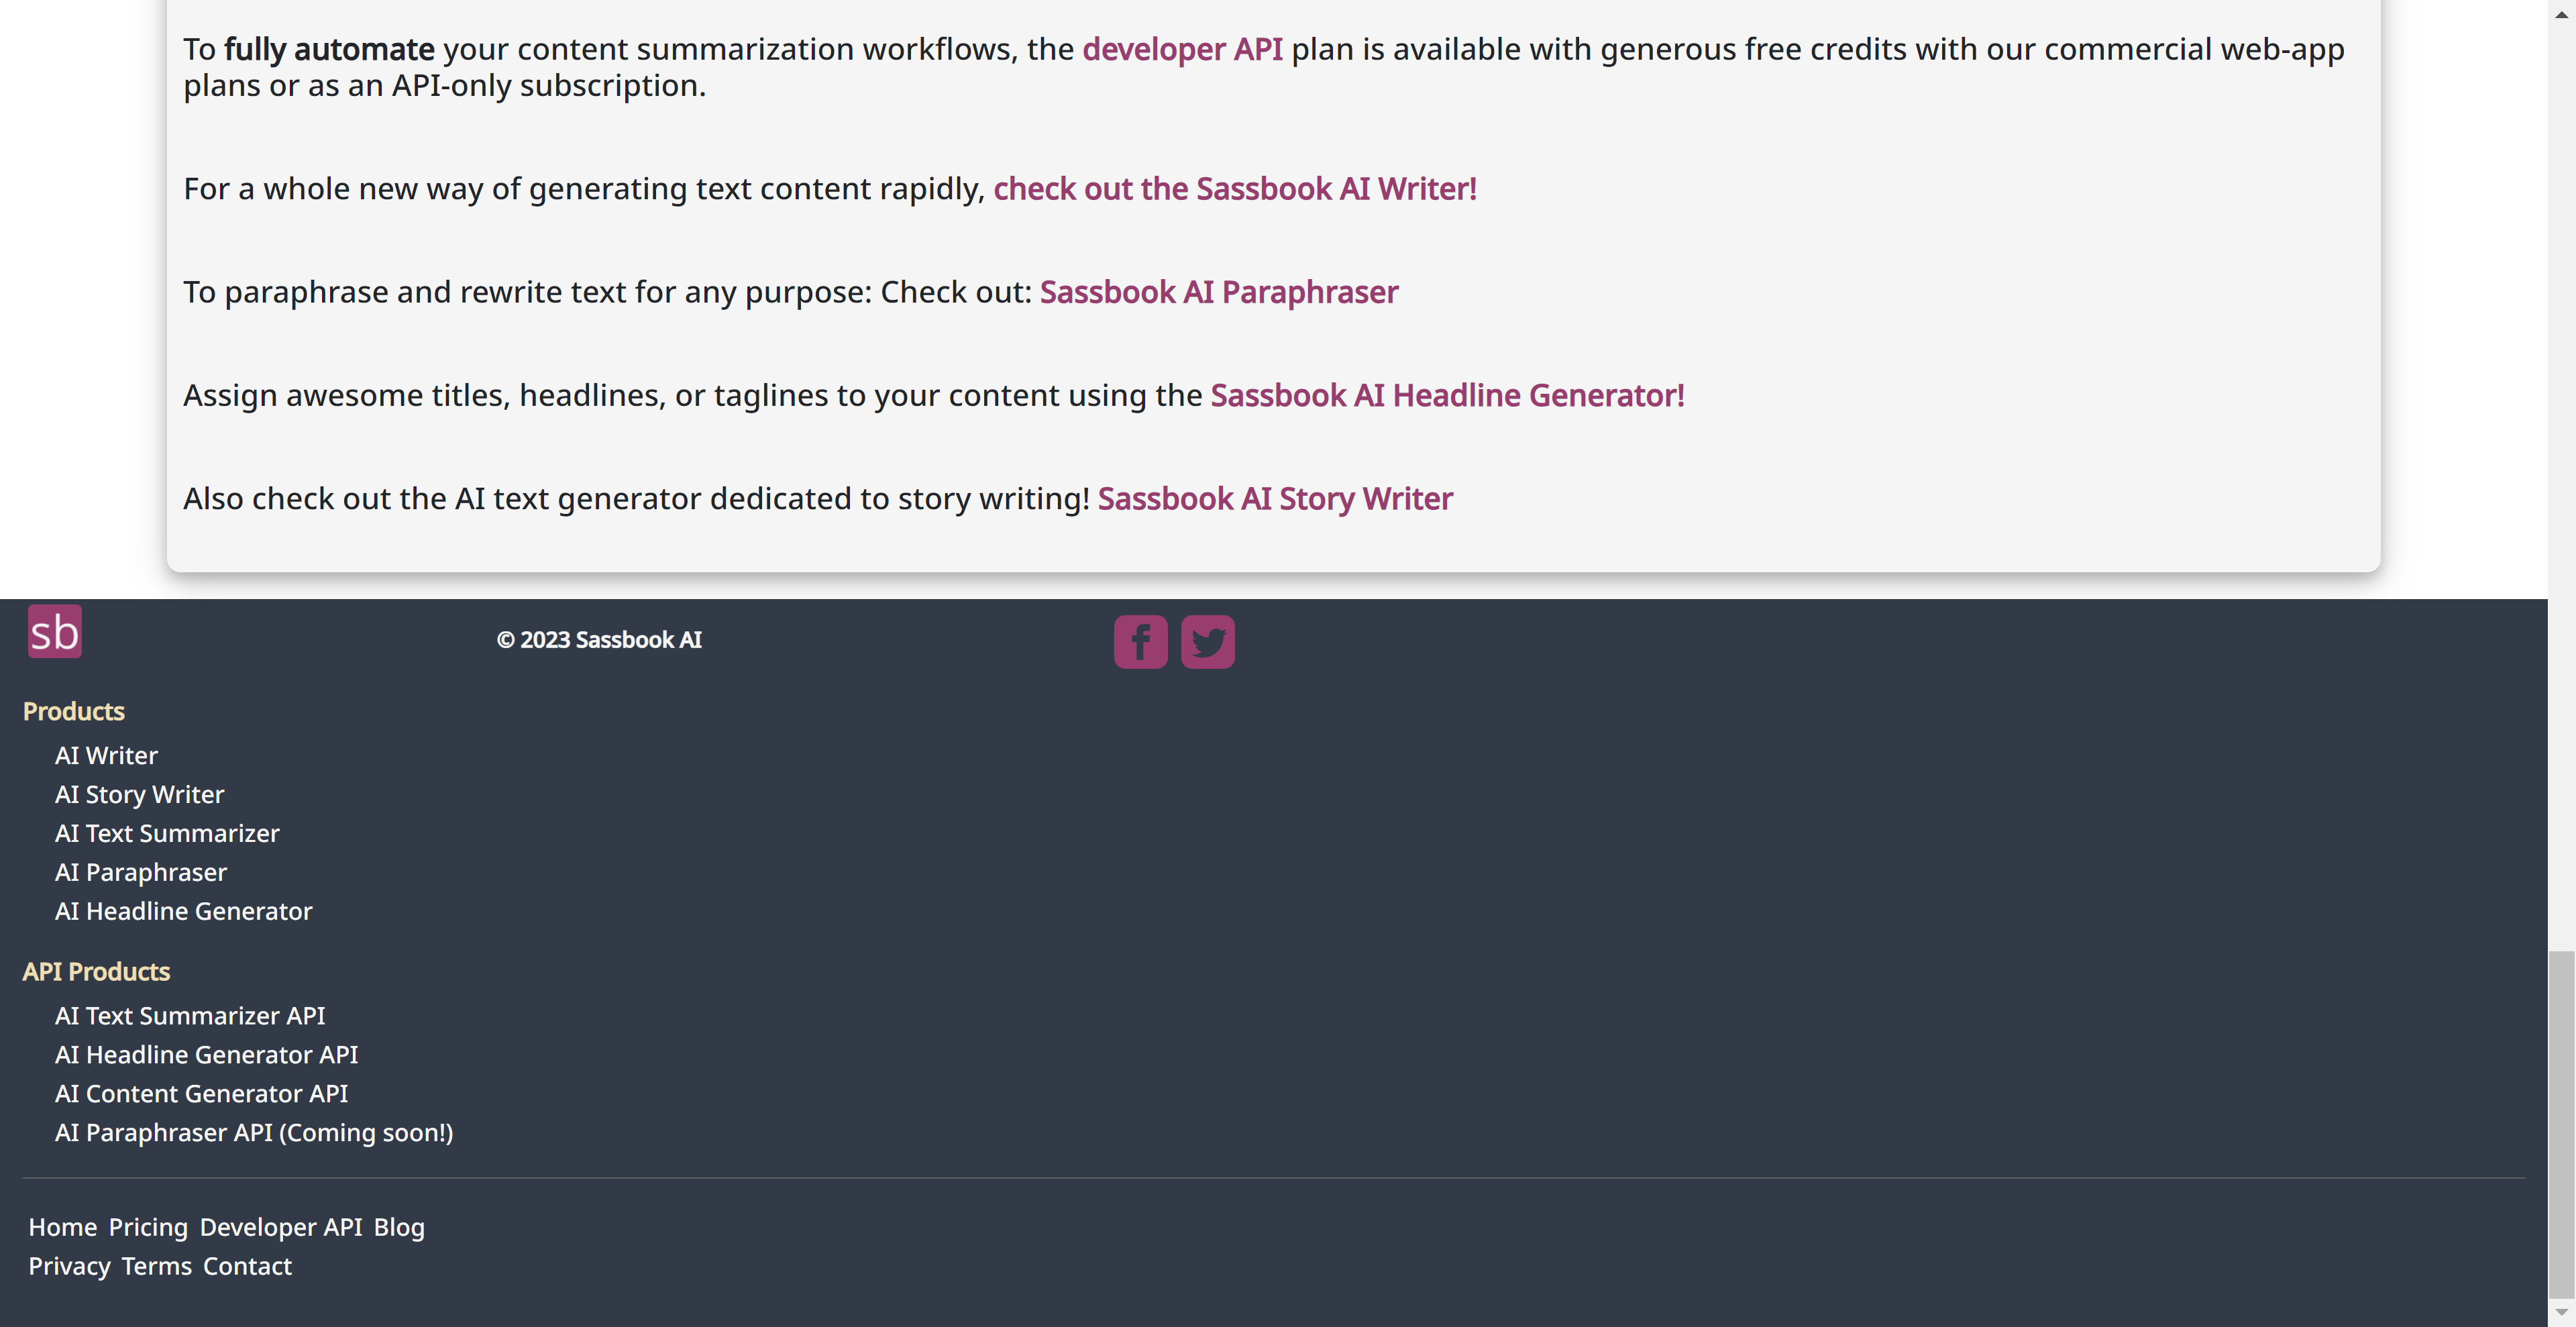 To fully automate your content summarization workflows, the developer API plan is available with generous free credits with our commercial web-app
plans or as an API-only subscription.
For a whole new way of generating text content rapidly, check out the Sassbook AI Writer!
To paraphrase and rewrite text for any purpose: Check out: Sassbook AI Paraphraser
Assign awesome titles, headlines, or taglines to your content using the Sassbook AI Headline Generator!
Also check out the AI text generator dedicated to story writing! Sassbook AI Story Writer
sb
© 2023 Sassbook AI
Products
AI Writer
AI Story Writer
AI Text Summarizer
AI Paraphraser
AI Headline Generator
API Products
AI Text Summarizer API
AI Headline Generator API
AI Content Generator API
AI Paraphraser API (Coming soon!)
Home Pricing Developer API Blog
Privacy Terms Contact